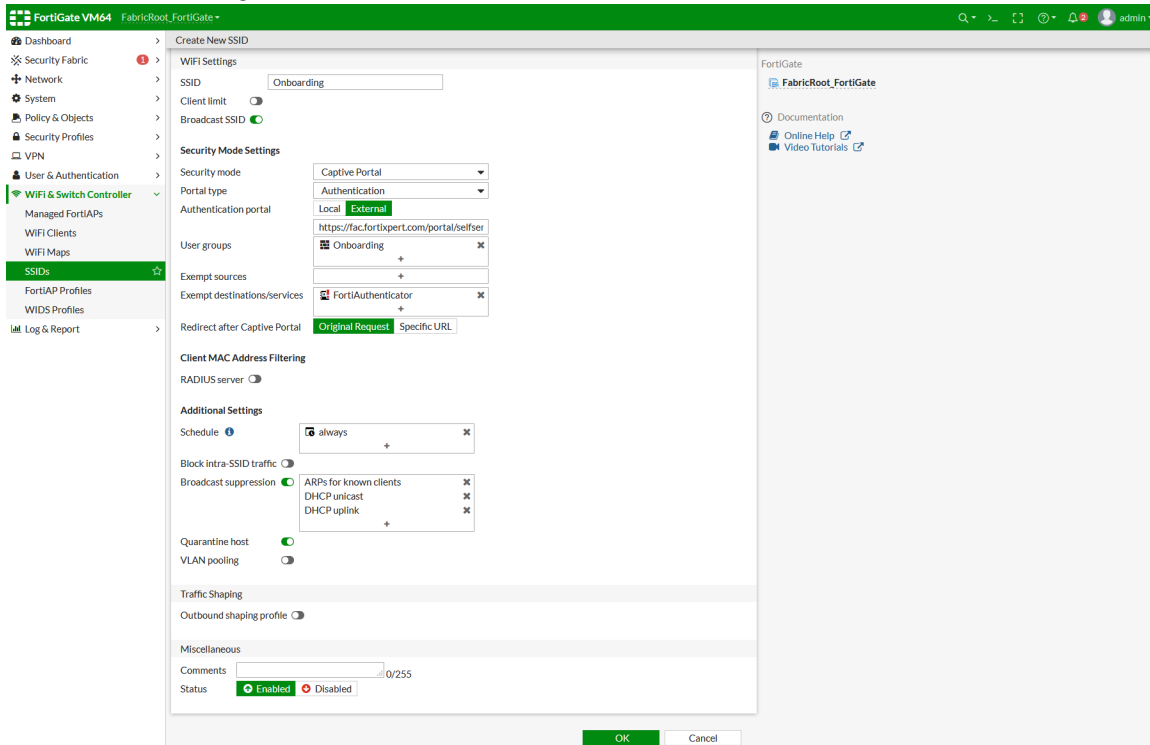 FortiGate VM64 FabricRoot_FortiGate
admin
2
Dashboard
Security Fabric 1
Network
System
Policy & Objects
Security Profiles
VPN
User & Authentication
WiFi & Switch Controller
Managed FortiAPs
WiFi Clients
WiFi Maps
SSIDs
FortiAP Profiles
WIDS Profiles
Log & Report
Create New SSID
WiFi Settings
SSID Onboarding
Client limit
Broadcast SSID
Security Mode Settings
Security mode Captive Portal
Portal type Authentication
Authentication portal Local External
https://fac.fortixpert.com/portal/selfser
User groups Onboarding
+
Exempt sources +
Exempt destinations/services FortiAuthenticator
+
Redirect after Captive Portal Original Request Specific URL
Client MAC Address Filtering
RADIUS server
Additional Settings
Schedule always
+
Block intra-SSID traffic
Broadcast suppression ARPs for known clients
DHCP unicast
DHCP uplink
+
Quarantine host
VLAN pooling
Traffic Shaping
Outbound shaping profile
Miscellaneous
Comments 0/255
Status Enabled Disabled
OK Cancel
FortiGate
FabricRoot_FortiGate
Documentation
Online Help
Video Tutorials